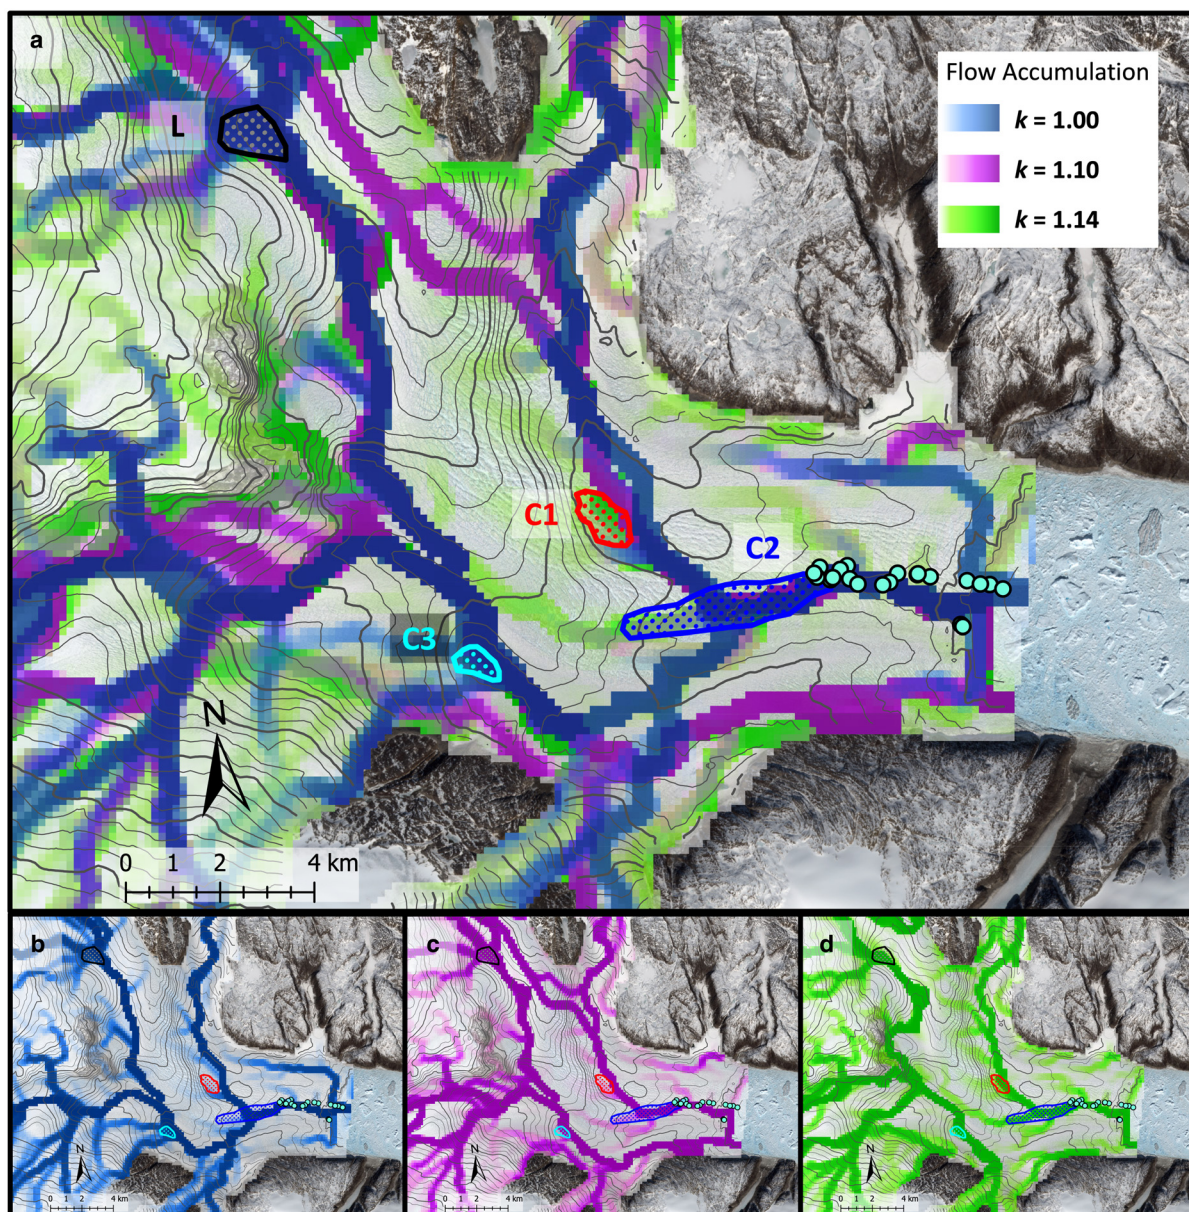 a
Flow Accumulation
k = 1.00
k = 1.10
k = 1.14
L
C1
C2
C3
N
0 1 2 4 km
b
c
d
N
N
N
0 1 2 4 km
0 1 2 4 km
0 1 2 4 km